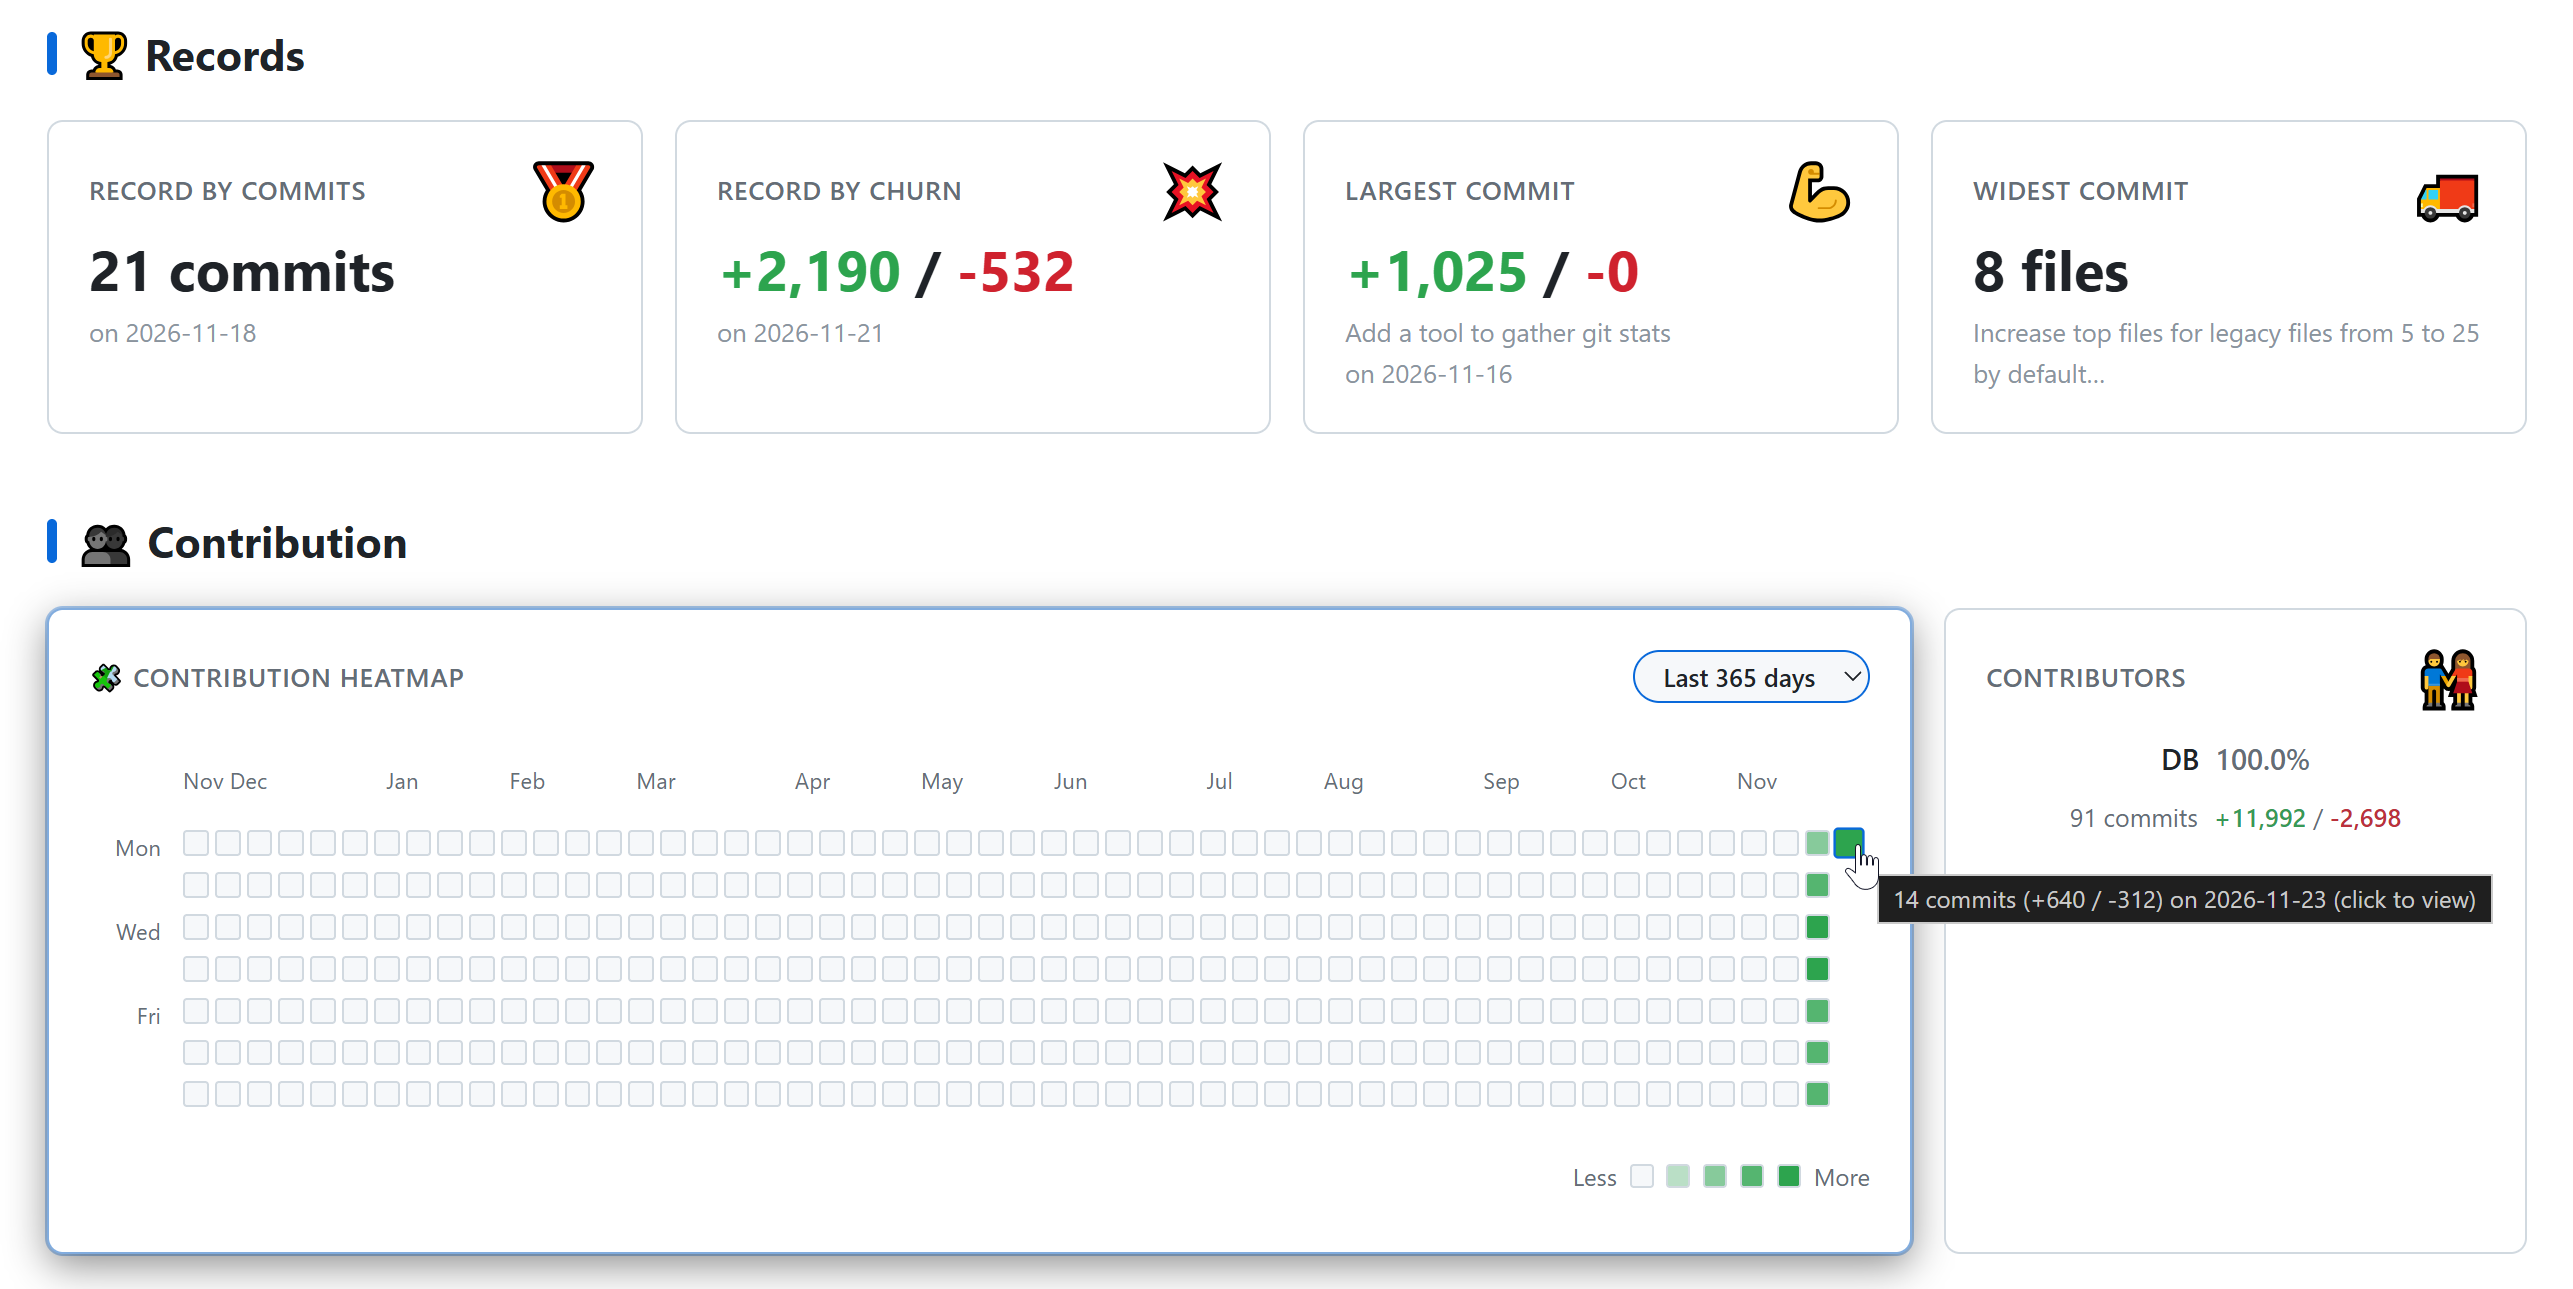 Records
RECORD BY COMMITS
21 commits
on 2026-11-18
RECORD BY CHURN
+2,190 / -532
on 2026-11-21
LARGEST COMMIT
+1,025 / -0
Add a tool to gather git stats
on 2026-11-16
WIDEST COMMIT
8 files
Increase top files for legacy files from 5 to 25
by default...
Contribution
CONTRIBUTION HEATMAP
Last 365 days
Nov Dec Jan Feb Mar Apr May Jun Jul Aug Sep Oct Nov
Mon
Wed
Fri
Less More
CONTRIBUTORS
DB 100.0%
91 commits +11,992 / -2,698
14 commits (+640 / -312) on 2026-11-23 (click to view)